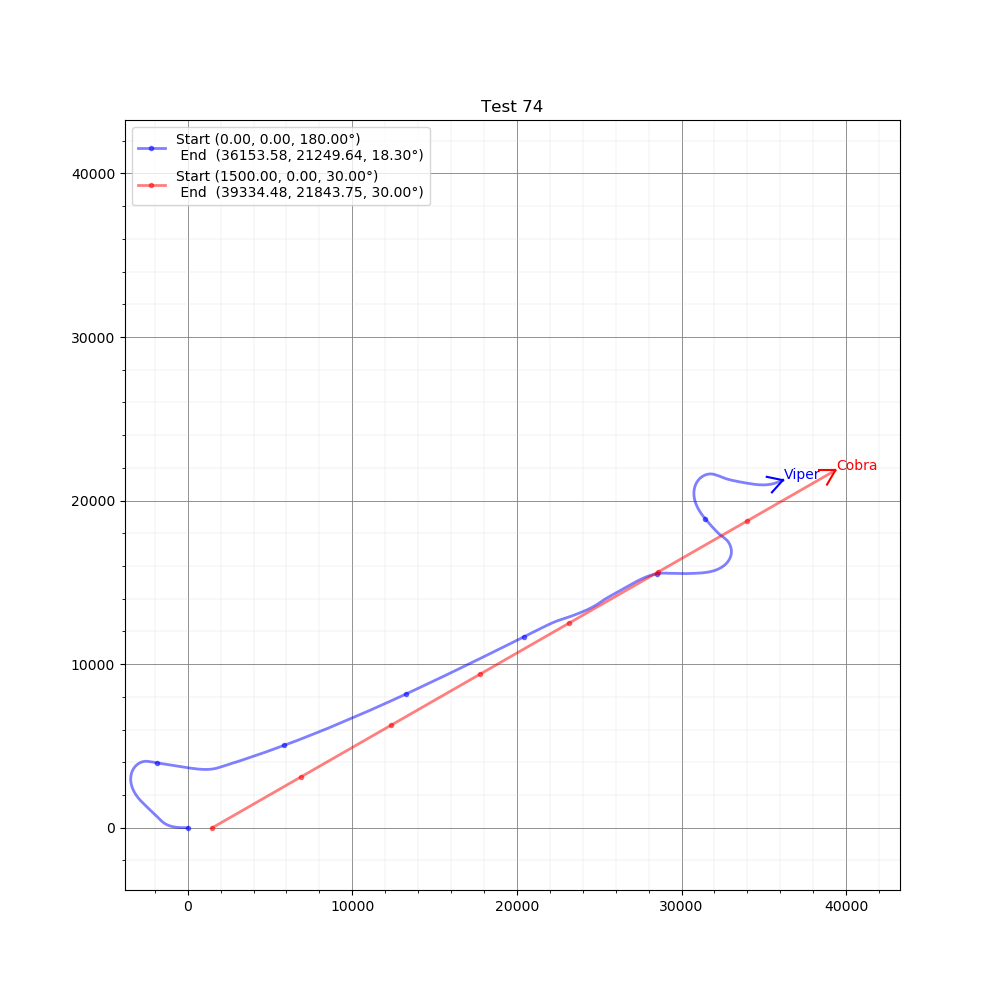 Test 74
Start (0.00, 0.00, 180.00°)
End (36153.58, 21249.64, 18.30°)
Start (1500.00, 0.00, 30.00°)
End (39334.48, 21843.75, 30.00°)
40000
30000
20000
10000
0
Viper
Cobra
0
10000
20000
30000
40000